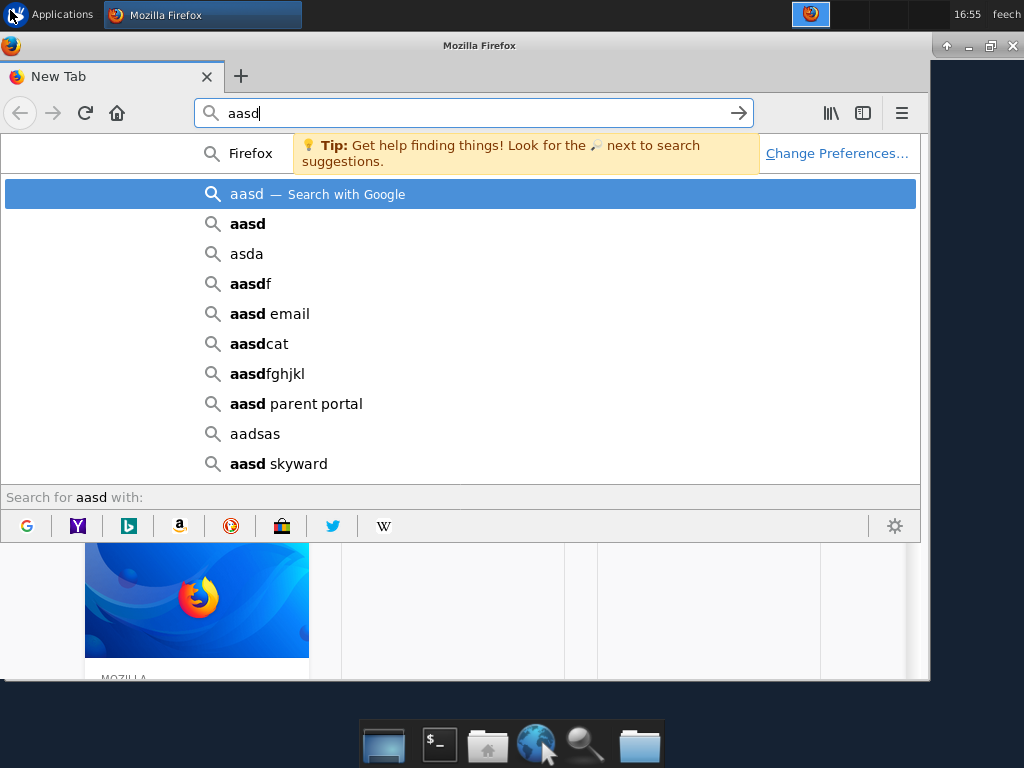 Applications
Mozilla Firefox
16:55
feech
Mozilla Firefox
New Tab
aasd
Firefox
Tip: Get help finding things! Look for the 🔎 next to search
suggestions.
Change Preferences...
aasd — Search with Google
aasd
asda
aasdf
aasd email
aasdcat
aasdfghjkl
aasd parent portal
aadsas
aasd skyward
Search for aasd with:
G
Y
b
a
W
MOZILLA
$_